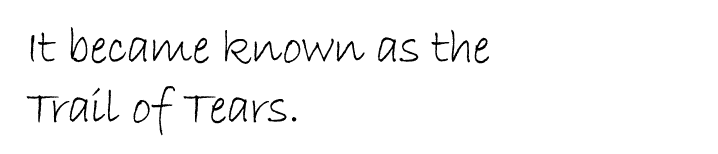 It became known as the
Trail of Tears.